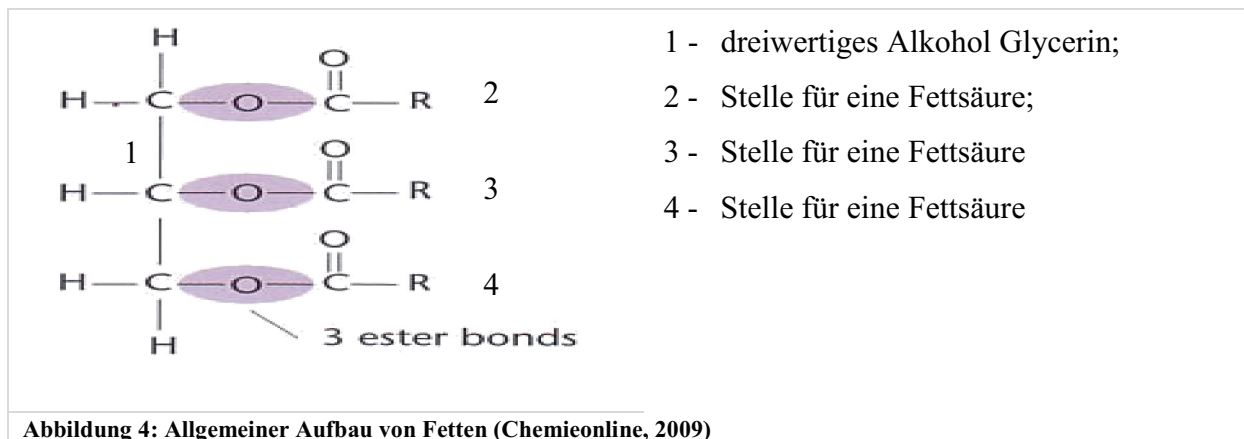 H
O
H C O C R 2
1
O
H C O C R 3
O
H C O C R 4
H
3 ester bonds
1 - dreiwertiges Alkohol Glycerin;
2 - Stelle für eine Fettsäure;
3 - Stelle für eine Fettsäure
4 - Stelle für eine Fettsäure
Abbildung 4: Allgemeiner Aufbau von Fetten (Chemieonline, 2009)